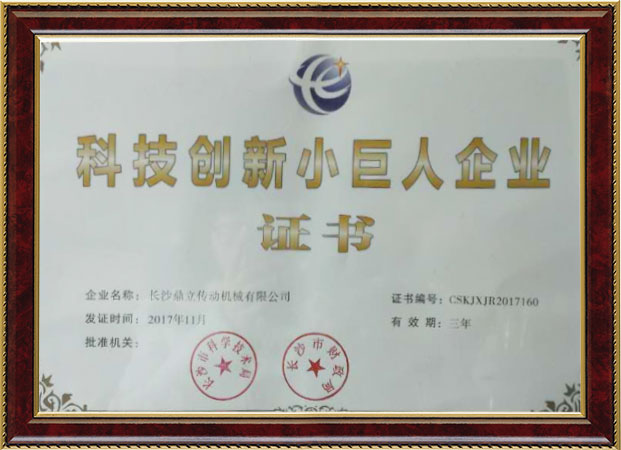 科技创新小巨人企业
证书
企业名称：长沙鼎立传动机械有限公司
证书编号：CSKJXJR2017160
发证时间：2017年11月
有效期：三年
批准机关：
长沙市科学技术局
长沙市财政局